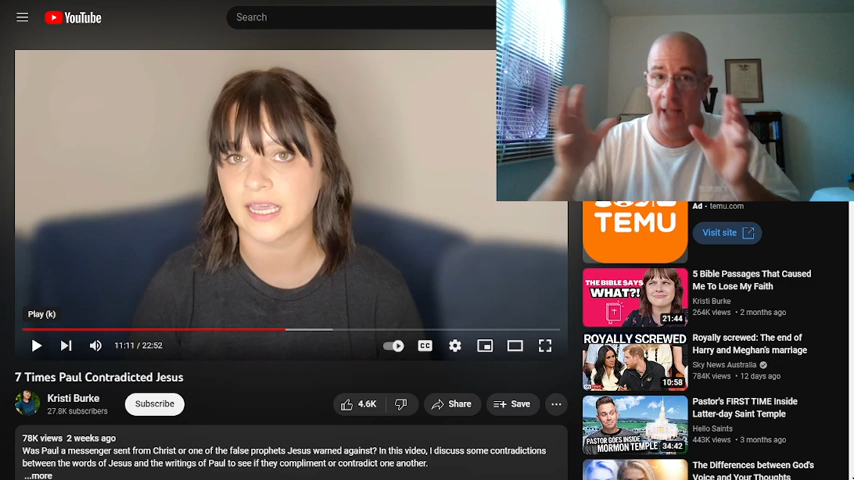 YouTube
Search
Play (k)
11:11 / 22:52
CC
7 Times Paul Contradicted Jesus
Kristi Burke
27.8K subscribers
Subscribe
4.6K
Share
Save
78K views 2 weeks ago
Was Paul a messenger sent from Christ or one of the false prophets Jesus warned against? In this video, I discuss some contradictions
between the words of Jesus and the writings of Paul to see if they compliment or contradict one another.
...more
TEMU
Ad · temu.com
Visit site
THE BIBLE SAYS
WHAT?!
21:44
5 Bible Passages That Caused
Me To Lose My Faith
Kristi Burke
264K views · 2 months ago
ROYALLY SCREWED
10:58
Royally screwed: The end of
Harry and Meghan's marriage
Sky News Australia
784K views · 12 days ago
PASTOR GOES INSIDE
MORMON TEMPLE
34:42
Pastor's FIRST TIME Inside
Latter-day Saint Temple
Hello Saints
443K views · 3 months ago
The Differences between God's
Voice and Your Thoughts